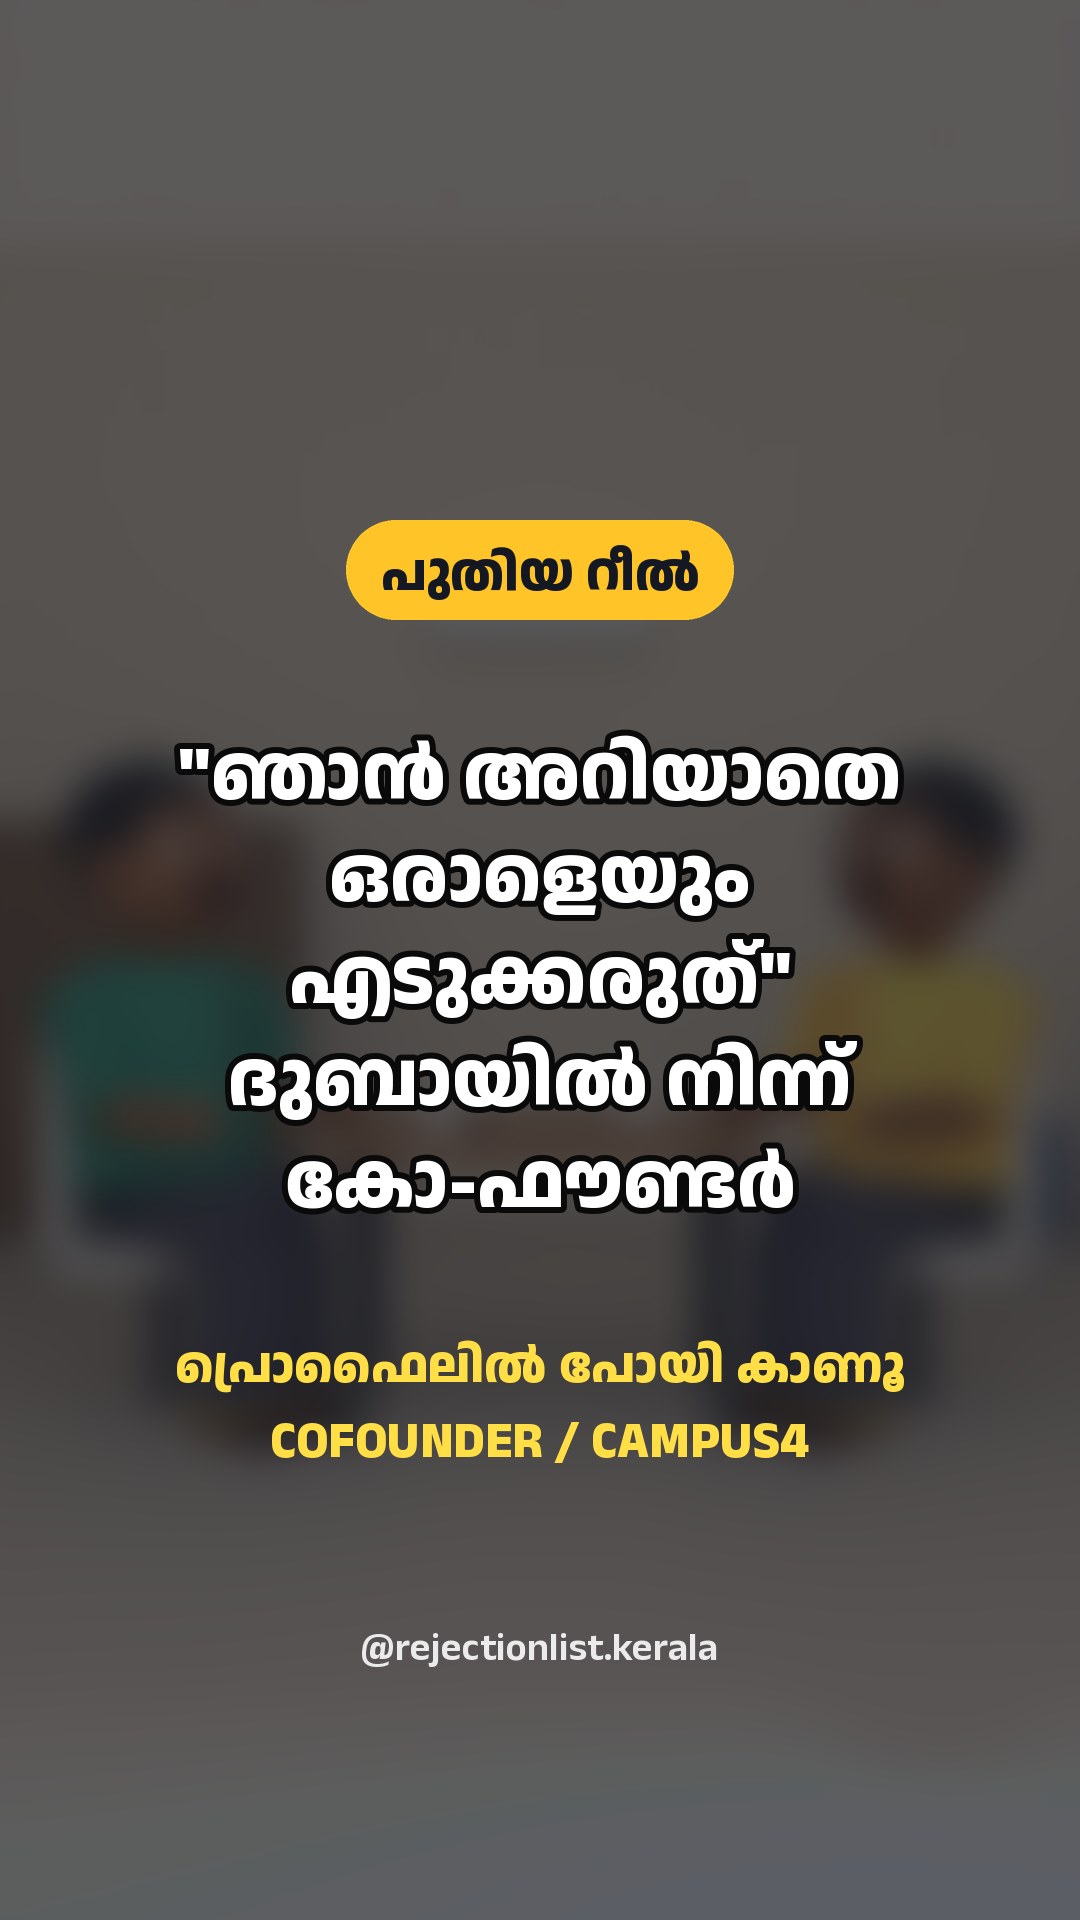 പുതിയ റീൽ
"ഞാൻ അറിയാതെ
ഒരാളെയും
എടുക്കരുത്"
ദുബായിൽ നിന്ന്
കോ-ഫൗണ്ടർ
പ്രൊഫൈലിൽ പോയി കാണൂ
COFOUNDER / CAMPUS4
@rejectionlist.kerala